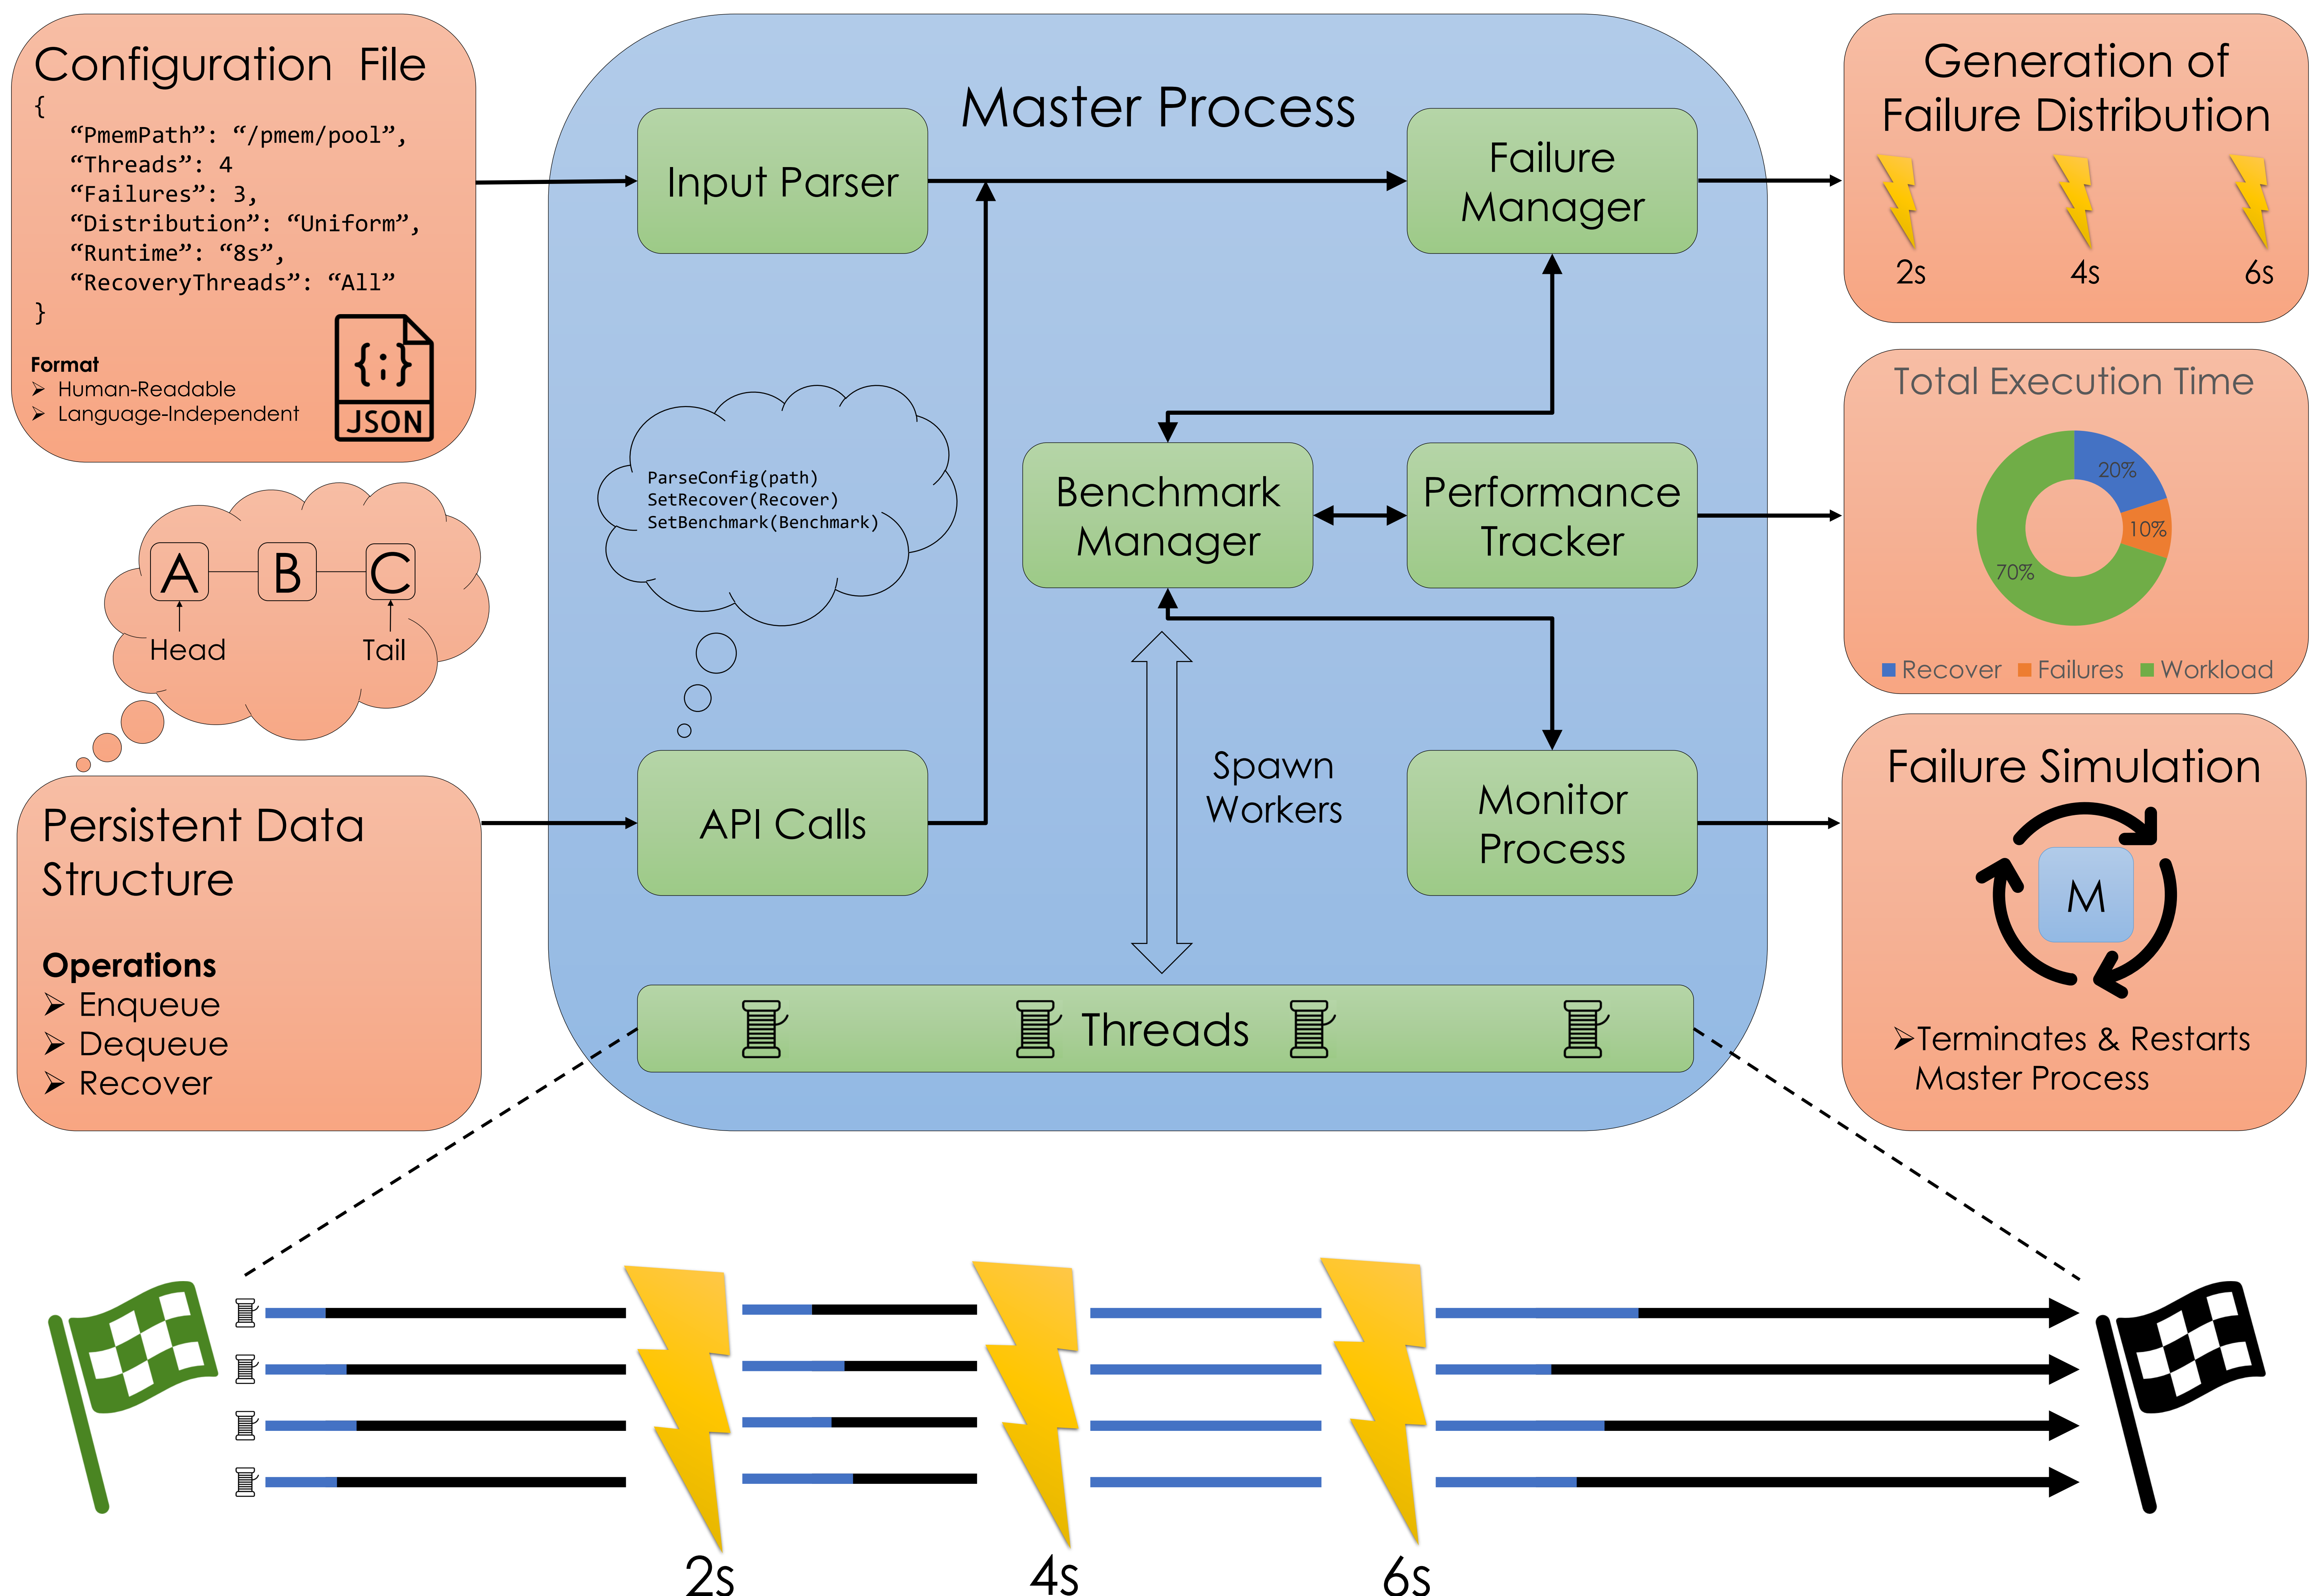 Configuration  File
{
“PmemPath”: “/pmem/pool”,
“Threads”: 4
“Failures”: 3,
“Distribution”: “Uniform”,
“Runtime”: “8s”,
“RecoveryThreads”: “All”
}
Format
➢ Human-Readable
➢ Language-Independent
{;}
JSON
A
B
C
Head
Tail
Persistent Data
Structure
Operations
➢ Enqueue
➢ Dequeue
➢ Recover
Master Process
Input Parser
Failure
Manager
ParseConfig(path)
SetRecover(Recover)
SetBenchmark(Benchmark)
Benchmark
Manager
Performance
Tracker
API Calls
Spawn
Workers
Monitor
Process
Threads
Generation of
Failure Distribution
2s
4s
6s
Total Execution Time
20%
10%
70%
Recover
Failures
Workload
Failure Simulation
M
➢Terminates & Restarts
Master Process
2s
4s
6s